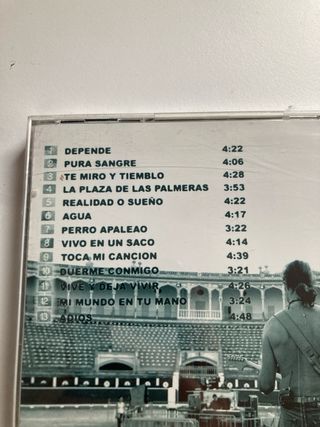 1 DEPENDE 4:22
2 PURA SANGRE 4:06
3 TE MIRO Y TIEMBLO 4:28
4 LA PLAZA DE LAS PALMERAS 3:53
5 REALIDAD O SUEÑO 4:22
6 AGUA 4:17
7 PERRO APALEAO 3:22
8 VIVO EN UN SACO 4:14
9 TOCA MI CANCION 4:39
10 DUERME CONMIGO 3:21
11 VIVE Y DEJA VIVIR 4:26
12 MI MUNDO EN TU MANO 3:24
13 ADIOS 4:48